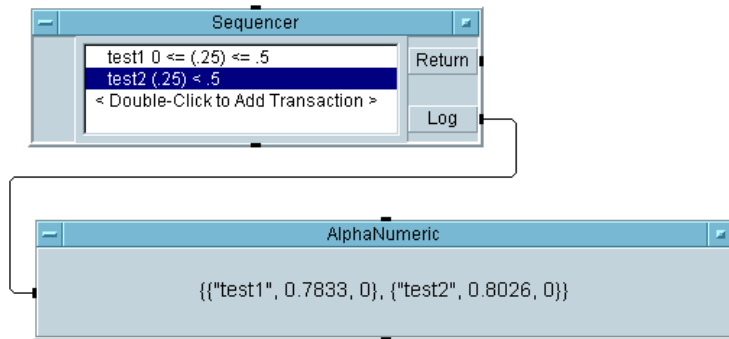 Sequencer
test1 0 <= (.25) <= .5
test2 (.25) < .5
< Double-Click to Add Transaction >
Return
Log
AlphaNumeric
{{"test1", 0.7833, 0}, {"test2", 0.8026, 0}}